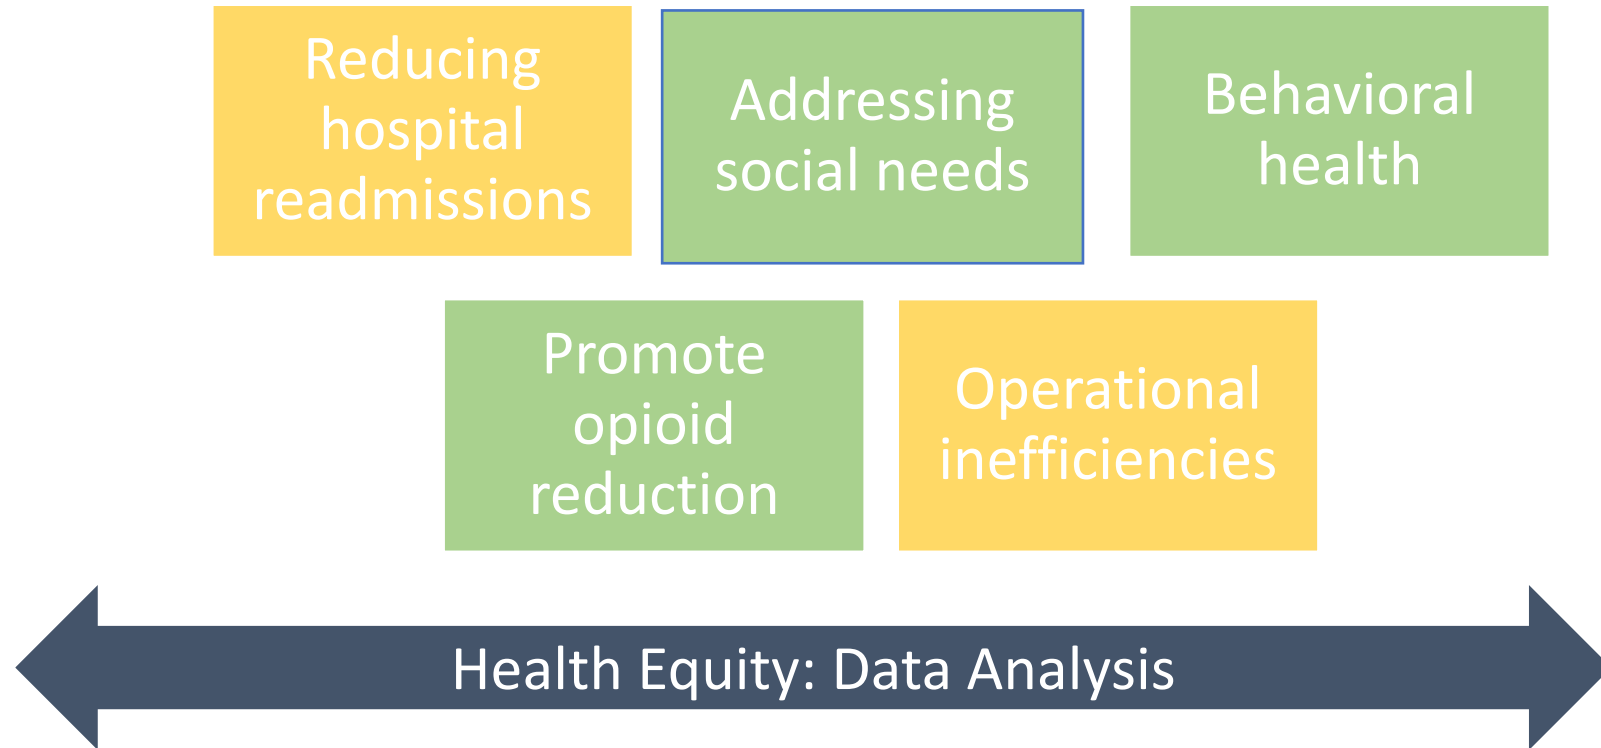 Reducing
hospital
readmissions
Addressing
social needs
Behavioral
health
Promote
opioid
reduction
Operational
inefficiencies
Health Equity: Data Analysis